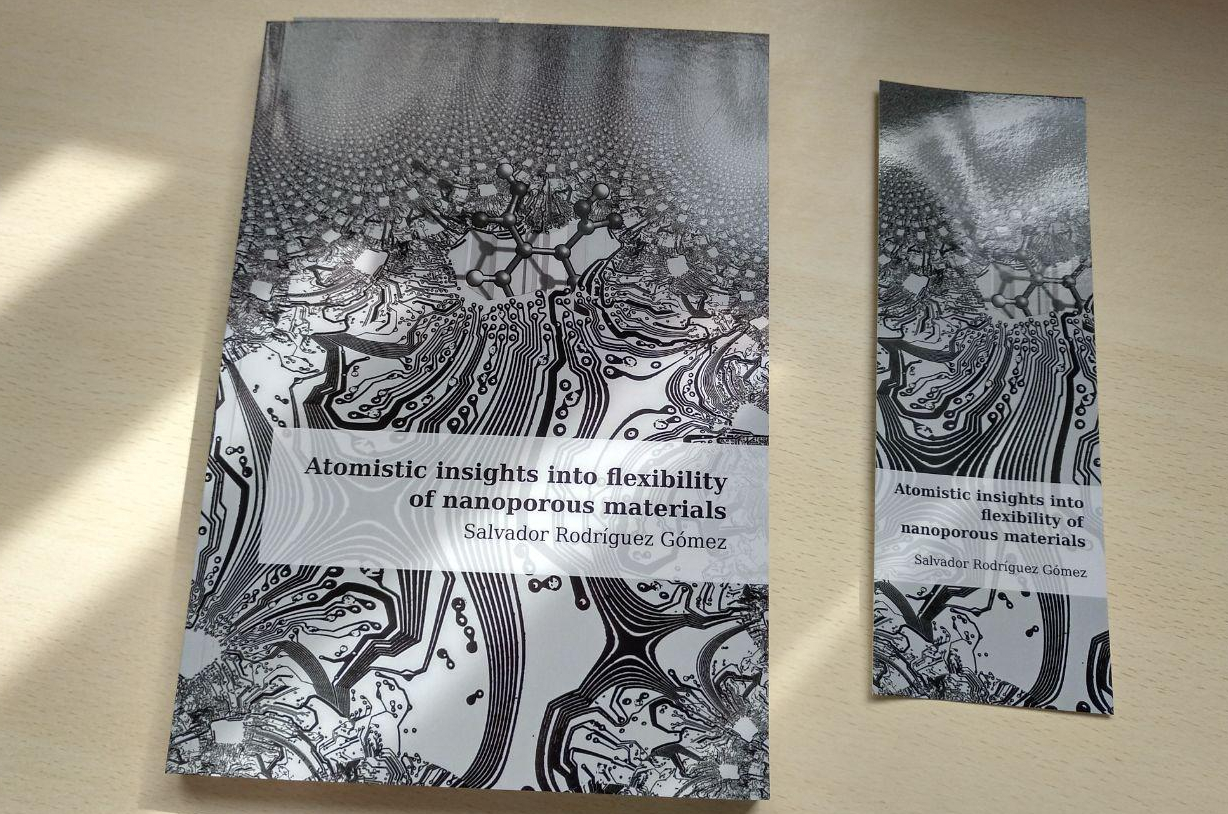 Atomistic insights into flexibility
of nanoporous materials
Salvador Rodríguez Gómez
Atomistic insights into
flexibility of
nanoporous materials
Salvador Rodríguez Gómez